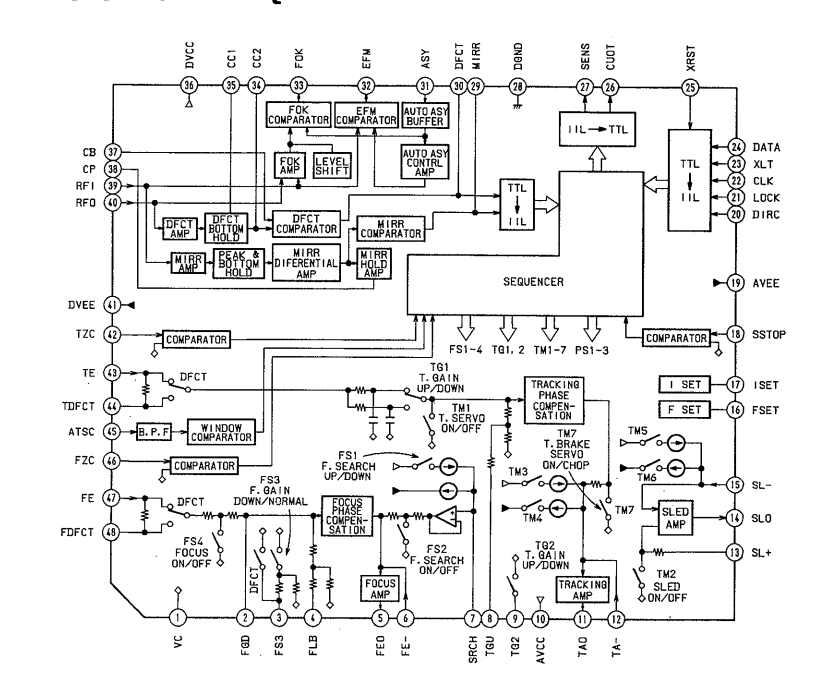 DVCC
CC1
CC2
FOK
EFM
ASY
DFCT
MIRR
DGND
SENS
CUOT
XRST
36
35
34
33
32
31
30
29
28
27
26
25
FOK
COMPARATOR
EFM
COMPARATOR
AUTO ASY
BUFFER
IIL → TTL
FOK
AMP
LEVEL
SHIFT
AUTO ASY
CONTRL
AMP
TTL
↓
IIL
CB 37
CP 38
RFI 39
RFO 40
24 DATA
23 XLT
22 CLK
21 LOCK
20 DIRC
TTL
↓
IIL
DFCT
AMP
DFCT
BOTTOM
HOLD
DFCT
COMPARATOR
MIRR
COMPARATOR
MIRR
AMP
PEAK &
BOTTOM
HOLD
MIRR
DIFERENTIAL
AMP
MIRR
HOLD
AMP
SEQUENCER
19 AVEE
DVEE 41
TZC 42
COMPARATOR
COMPARATOR
18 SSTOP
FS1-4
TG1, 2
TM1-7
PS1-3
TE 43
DFCT
TDFCT 44
TG1
T. GAIN
UP/DOWN
TM1
T. SERVO
ON/OFF
TRACKING
PHASE
COMPEN-
SATION
I SET
17 ISET
F SET
16 FSET
ATSC 45
B.P.F
WINDOW
COMPARATOR
FZC 46
COMPARATOR
FS1
F. SEARCH
UP/DOWN
TM7
T. BRAKE
SERVO
ON/CHOP
TM5
TM6
TM3
TM4
TM7
15 SL-
FE 47
DFCT
FDFCT 48
FS3
F. GAIN
DOWN/NORMAL
FOCUS
PHASE
COMPEN-
SATION
SLED
AMP
14 SLO
13 SL+
FS4
FOCUS
ON/OFF
DFCT
FS2
F. SEARCH
ON/OFF
TG2
T. GAIN
UP/DOWN
TM2
SLED
ON/OFF
FOCUS
AMP
TRACKING
AMP
1
2
3
4
5
6
7
8
9
10
11
12
VC
FGD
FS3
FLB
FEO
FE-
SRCH
TGU
TG2
AVCC
TAO
TA-